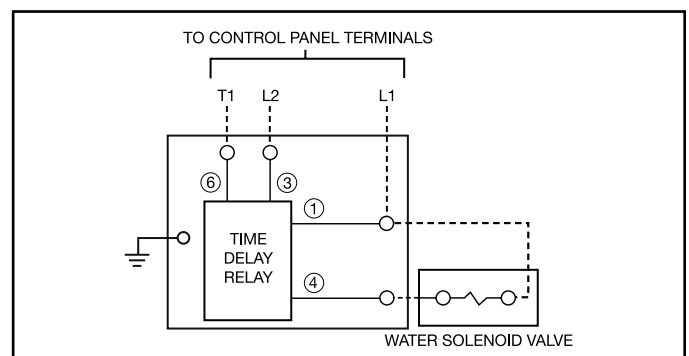 TO CONTROL PANEL TERMINALS
T1 L2 L1
6 3
1
TIME
DELAY
RELAY
4
WATER SOLENOID VALVE